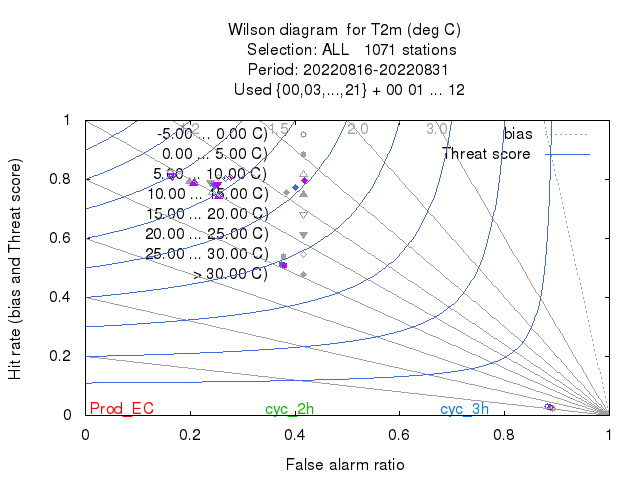 Wilson diagram for T2m (deg C)
Selection: ALL 1071 stations
Period: 20220816-20220831
Used {00,03,...,21} + 00 01 ... 12
1.2 1.5 2.0 3.0
-5.00 ... 0.00 C)
0.00 ... 5.00 C)
5.00 ... 10.00 C)
10.00 ... 15.00 C)
15.00 ... 20.00 C)
20.00 ... 25.00 C)
25.00 ... 30.00 C)
> 30.00 C)
bias
Threat score
1
0.8
0.6
0.4
0.2
0
Hit rate (bias and Threat score)
Prod_EC cyc_2h cyc_3h
0 0.2 0.4 0.6 0.8 1
False alarm ratio